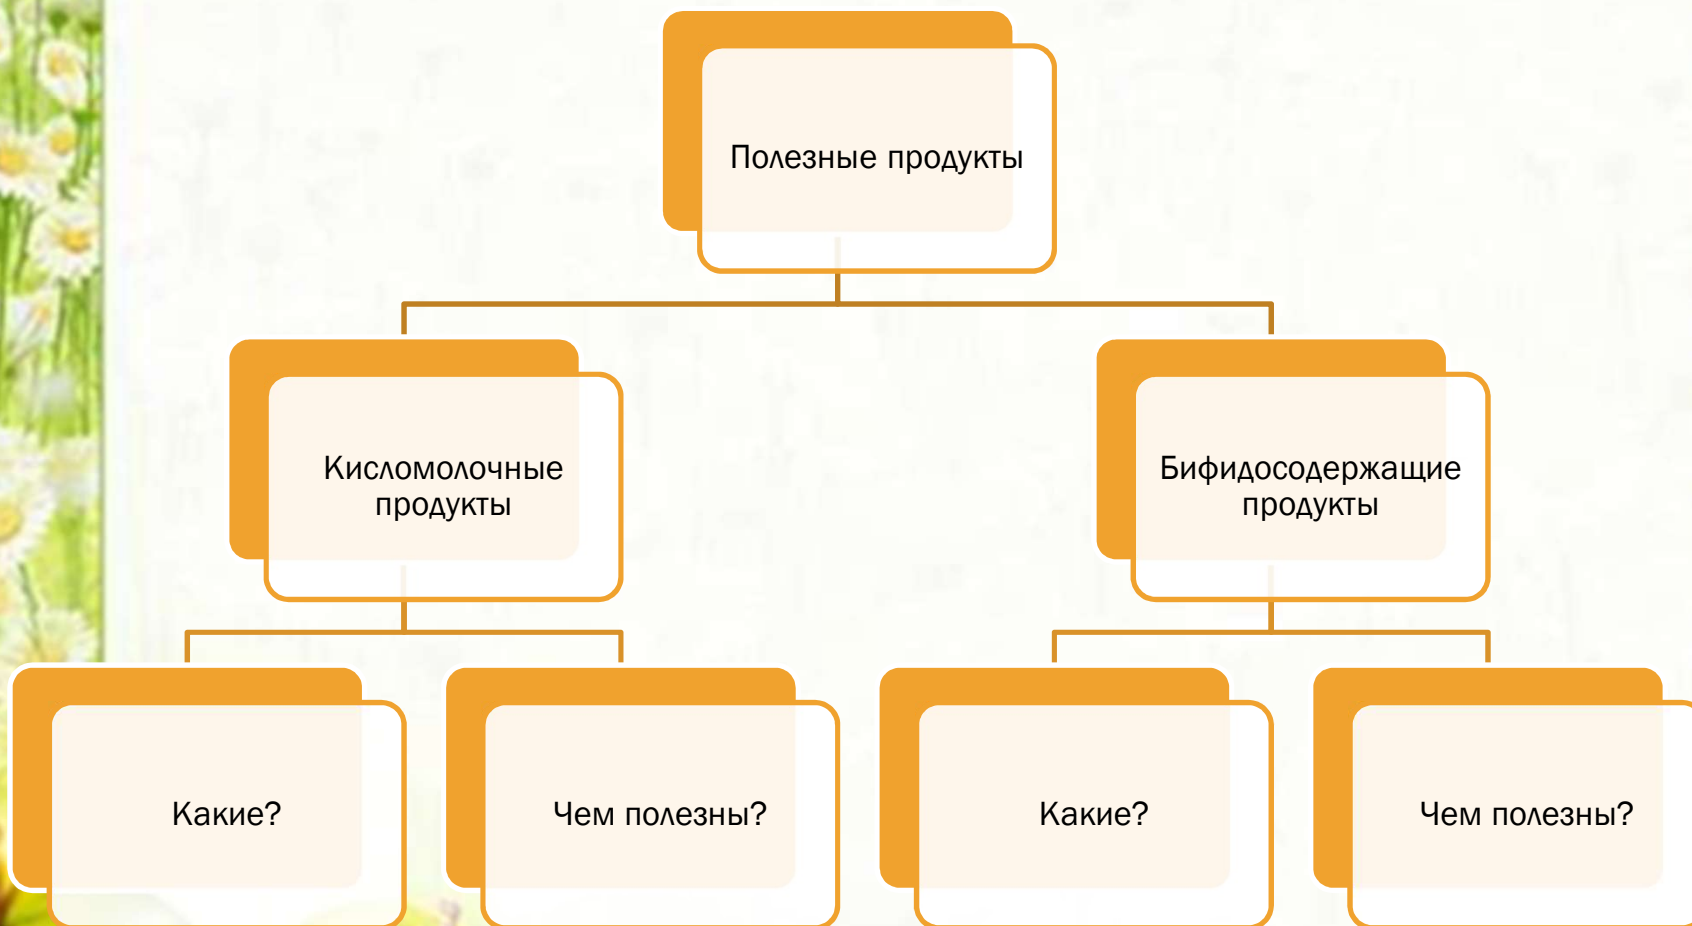 Полезные продукты
Кисломолочные
продукты
Бифидосодержащие
продукты
Какие?
Чем полезны?
Какие?
Чем полезны?